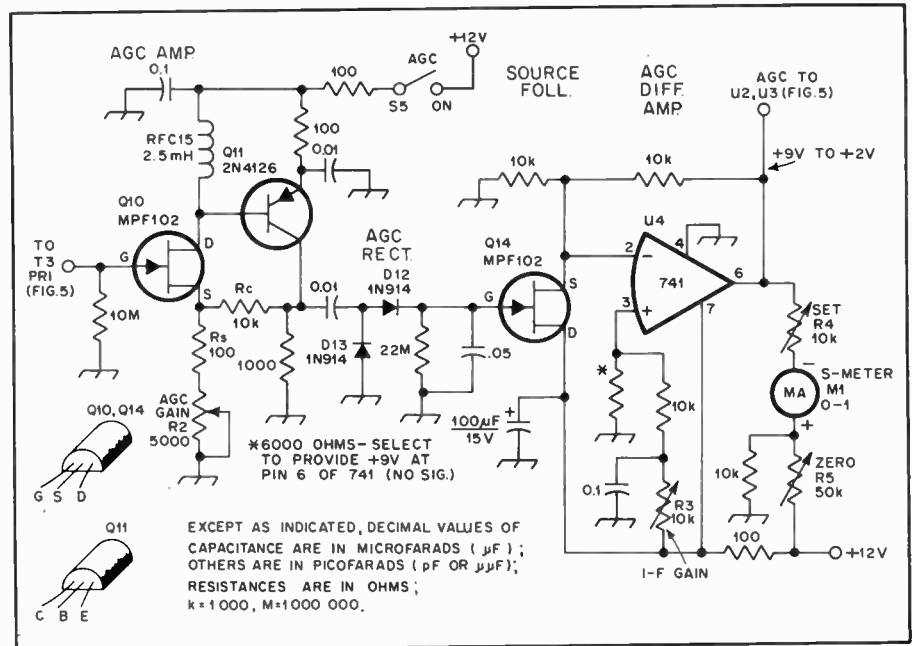 AGC AMP.
0.1
100
AGC
S5
ON
+12V
SOURCE
FOLL.
AGC
DIFF.
AMP.
AGC TO
U2, U3 (FIG.5)
RFC15
2.5mH
Q11
2N4126
100
0.01
10k
10k
+9V TO +2V
Q10
MPF102
D
G
S
TO
T3
PRI
(FIG.5)
10M
Rc
10k
Rs
100
1000
0.01
AGC
RECT.
D12
1N914
D13
1N914
22M
.05
Q14
MPF102
G
S
D
U4
741
2
−
3
+
4
6
7
SET
R4
10k
−
S-METER
M1
0-1
MA
+
AGC
GAIN
R2
5000
*6000 OHMS-SELECT
TO PROVIDE +9V AT
PIN 6 OF 741 (NO SIG.)
+
100µF
15V
*
10k
0.1
R3
10k
I-F GAIN
10k
ZERO
R5
50k
100
+12V
Q10, Q14
G S D
Q11
C B E
EXCEPT AS INDICATED, DECIMAL VALUES OF
CAPACITANCE ARE IN MICROFARADS ( µF ) ;
OTHERS ARE IN PICOFARADS ( pF OR µµF);
RESISTANCES ARE IN OHMS ;
k=1000, M=1000 000.